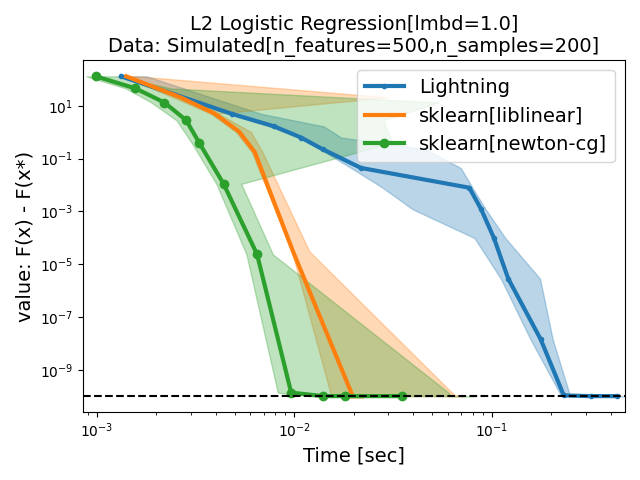 L2 Logistic Regression[lmbd=1.0]
Data: Simulated[n_features=500,n_samples=200]
Lightning
sklearn[liblinear]
sklearn[newton-cg]
value: F(x) - F(x*)
10¹
10⁻¹
10⁻³
10⁻⁵
10⁻⁷
10⁻⁹
10⁻³
10⁻²
10⁻¹
Time [sec]